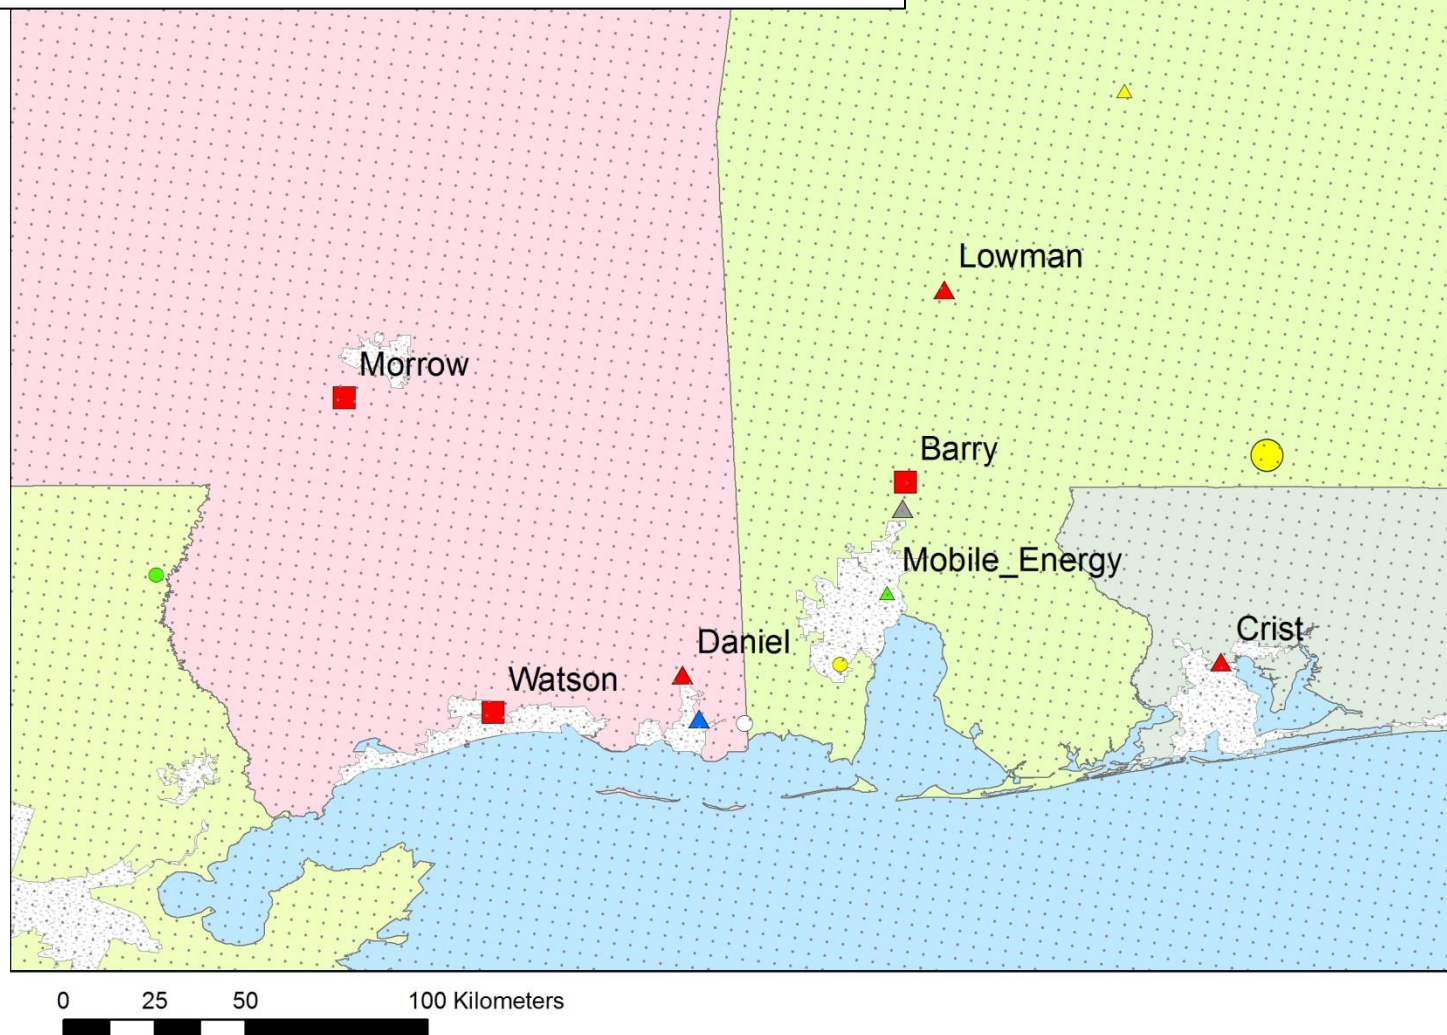 Lowman
Morrow
Barry
Mobile_Energy
Crist
Daniel
Watson
0 25 50 100 Kilometers